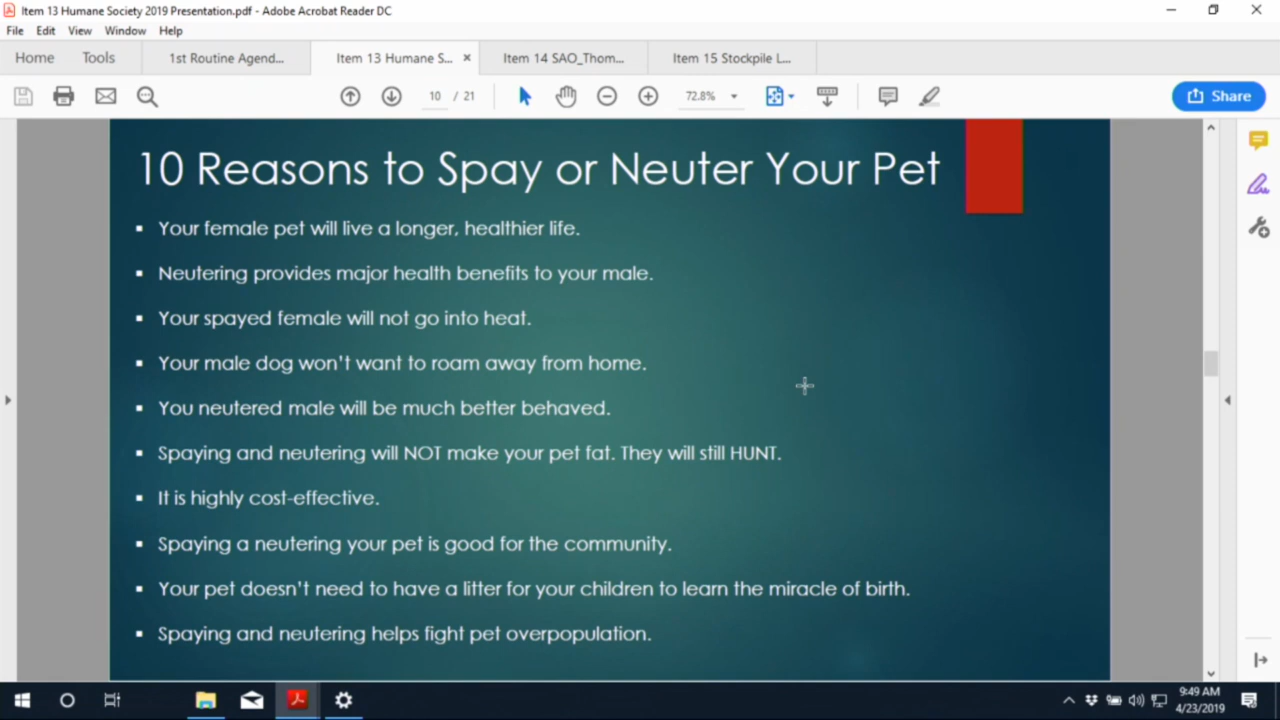 Item 13 Humane Society 2019 Presentation.pdf - Adobe Acrobat Reader DC
File Edit View Window Help
Home Tools 1st Routine Agend... Item 13 Humane S... × Item 14 SAO_Thom... Item 15 Stockpile L...
10 / 21 72.8% Share
10 Reasons to Spay or Neuter Your Pet
▪ Your female pet will live a longer, healthier life.
▪ Neutering provides major health benefits to your male.
▪ Your spayed female will not go into heat.
▪ Your male dog won't want to roam away from home.
▪ You neutered male will be much better behaved.
▪ Spaying and neutering will NOT make your pet fat. They will still HUNT.
▪ It is highly cost-effective.
▪ Spaying a neutering your pet is good for the community.
▪ Your pet doesn't need to have a litter for your children to learn the miracle of birth.
▪ Spaying and neutering helps fight pet overpopulation.
9:49 AM
4/23/2019